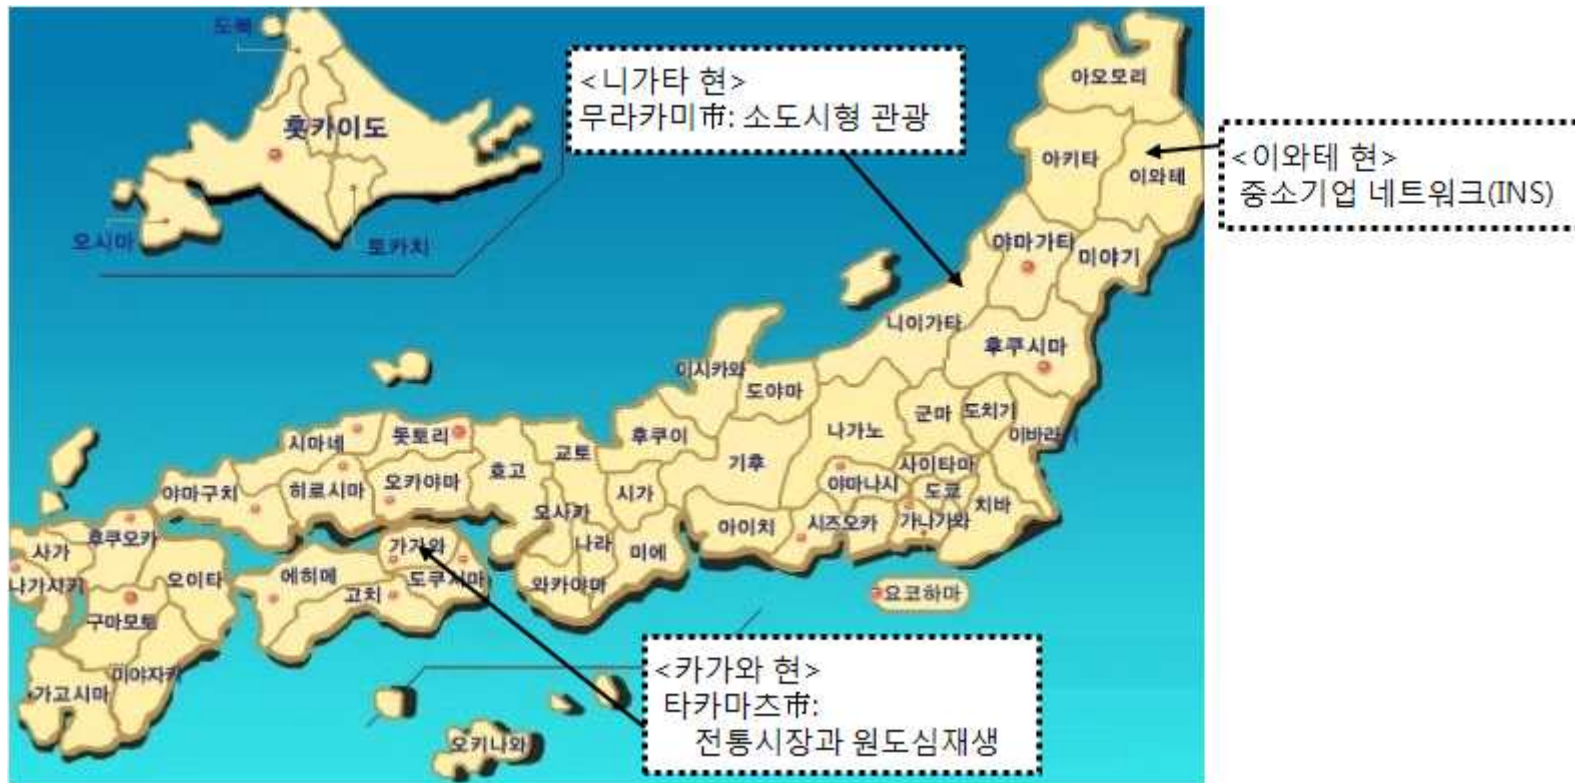 도북
훗카이도
오시마
토카치
<니가타 현>
무라카미市: 소도시형 관광
<이와테 현>
중소기업 네트워크(INS)
아오모리
아키타
이와테
야마가타
미야기
니이가타
후쿠시마
이시카와
도야마
군마
도치기
이바라
나가노
후쿠이
기후
사이타마
야마나시
도쿄
치바
시마네
돗토리
효고
교토
시가
야마구치
히로시마
오카야마
오사카
나라
미에
아이치
시즈오카
가나가와
와카야마
요코하마
사가
후쿠오카
나가사키
오이타
구마모토
미야자키
가고시마
가가와
에히메
도쿠시마
고치
<카가와 현>
타카마츠市:
전통시장과 원도심재생
오키나와